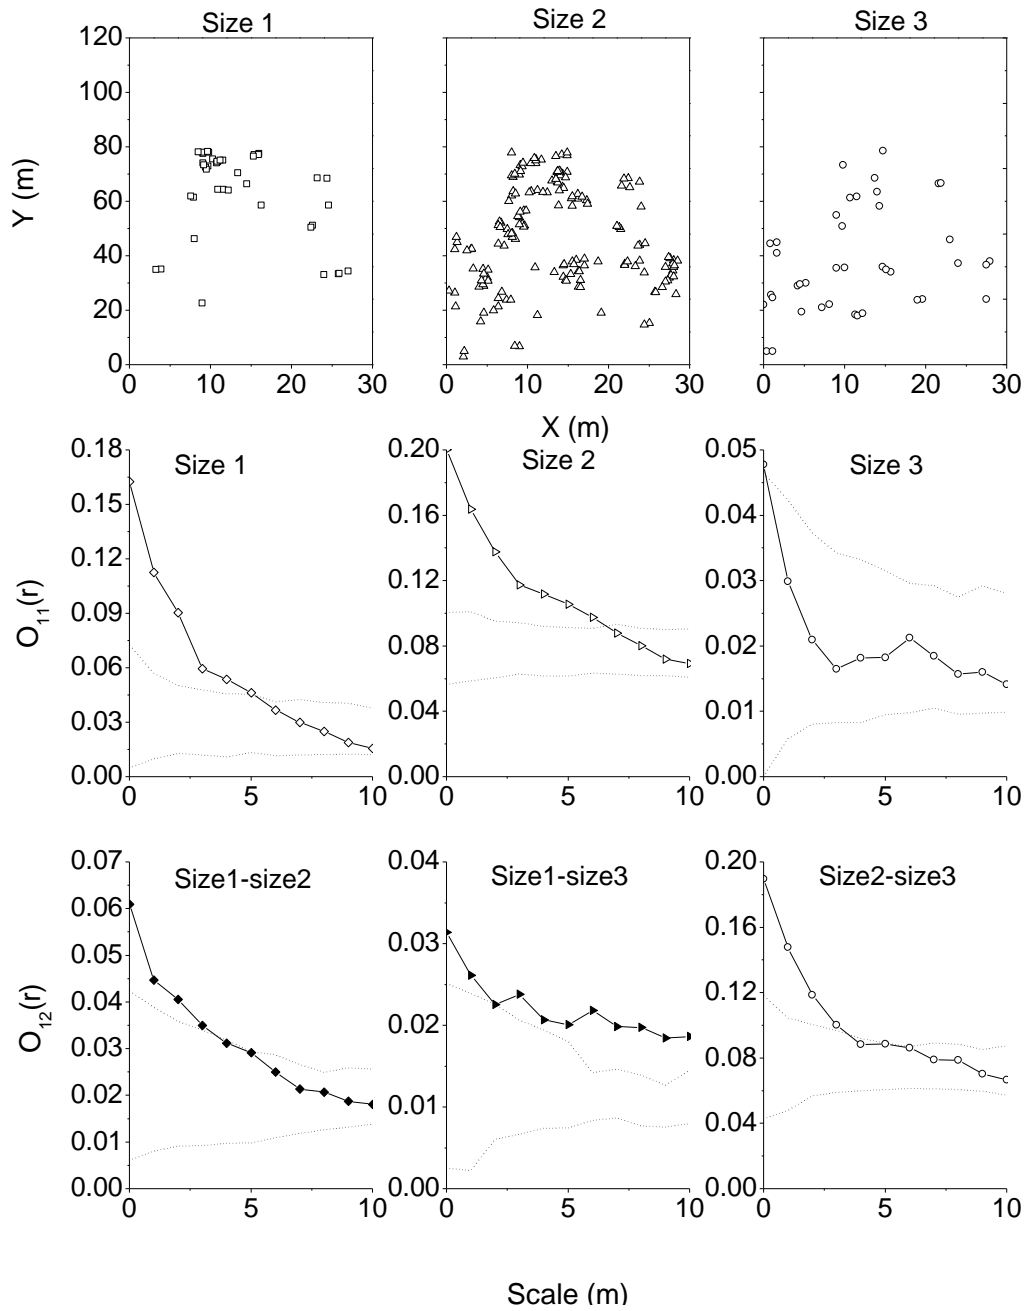 Size 1 Size 2 Size 3
120
100
80
60
40
20
0
Y (m)
0 10 20 30 0 10 20 30 0 10 20 30
X (m)
Size 1 Size 2 Size 3
0.18 0.15 0.12 0.09 0.06 0.03 0.00
0.20 0.16 0.12 0.08 0.04 0.00
0.05 0.04 0.03 0.02 0.01 0.00
O11(r)
0 5 10 0 5 10 0 5 10
Size1-size2 Size1-size3 Size2-size3
0.07 0.06 0.05 0.04 0.03 0.02 0.01 0.00
0.04 0.03 0.02 0.01 0.00
0.20 0.16 0.12 0.08 0.04 0.00
O12(r)
0 5 10 0 5 10 0 5 10
Scale (m)